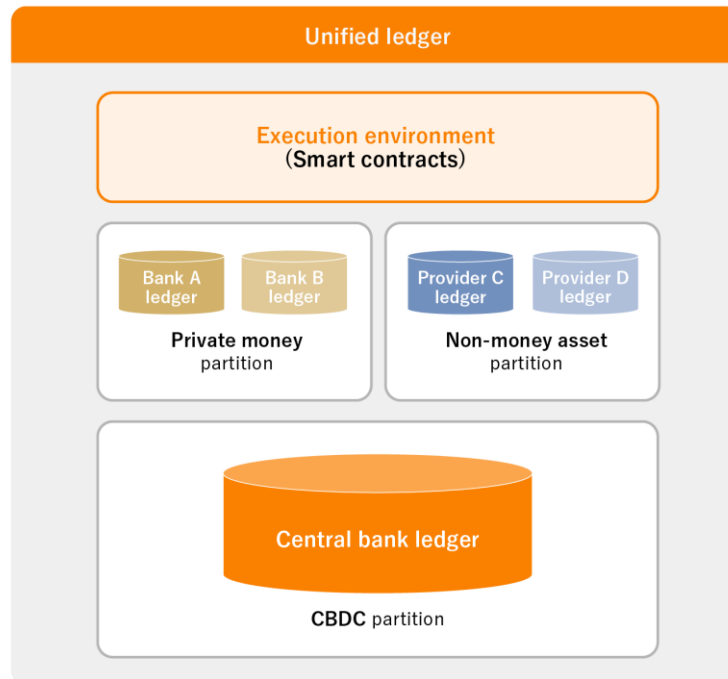 Unified ledger
Execution environment
(Smart contracts)
Bank A
ledger
Bank B
ledger
Private money
partition
Provider C
ledger
Provider D
ledger
Non-money asset
partition
Central bank ledger
CBDC partition